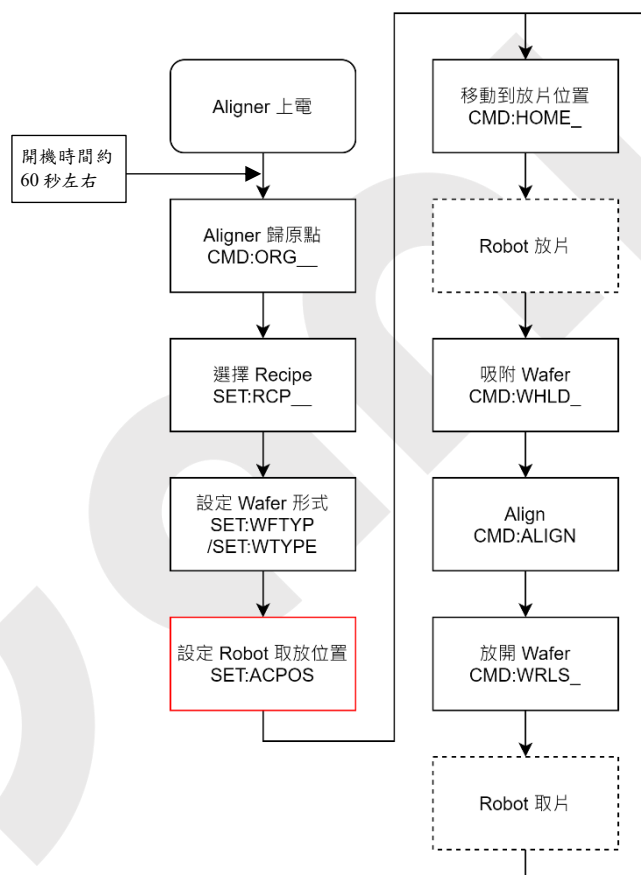 Aligner 上電
開機時間約
60 秒左右
Aligner 歸原點
CMD:ORG__
選擇 Recipe
SET:RCP__
設定 Wafer 形式
SET:WFTYP
/SET:WTYPE
設定 Robot 取放位置
SET:ACPOS
移動到放片位置
CMD:HOME_
Robot 放片
吸附 Wafer
CMD:WHLD_
Align
CMD:ALIGN
放開 Wafer
CMD:WRLS_
Robot 取片